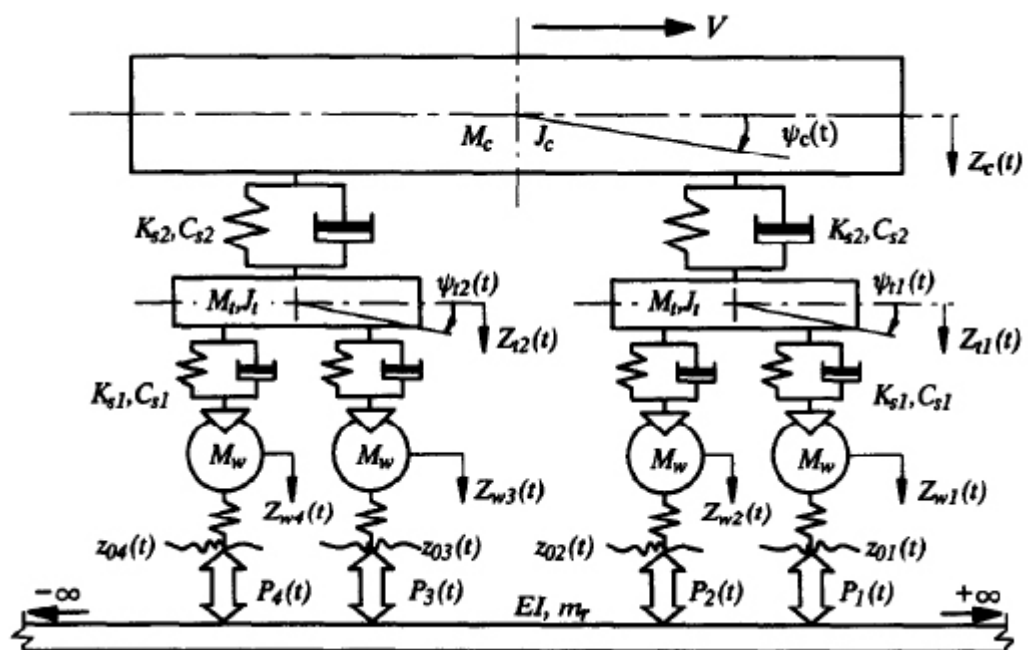 V
M_c J_c ψ_c(t)
Z_c(t)
K_s2, C_s2 K_s2, C_s2
M_t, J_t ψ_t2(t) M_t, J_t ψ_t1(t)
Z_t2(t) Z_t1(t)
K_s1, C_s1 K_s1, C_s1
M_w M_w M_w M_w
Z_w4(t) Z_w3(t) Z_w2(t) Z_w1(t)
z_04(t) z_03(t) z_02(t) z_01(t)
P_4(t) P_3(t) P_2(t) P_1(t)
-∞ EI, m_r +∞